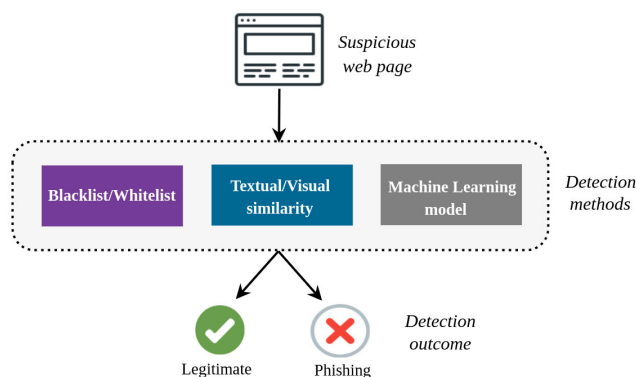 Suspicious
web page
Blacklist/Whitelist
Textual/Visual
similarity
Machine Learning
model
Detection
methods
Detection
outcome
Legitimate
Phishing